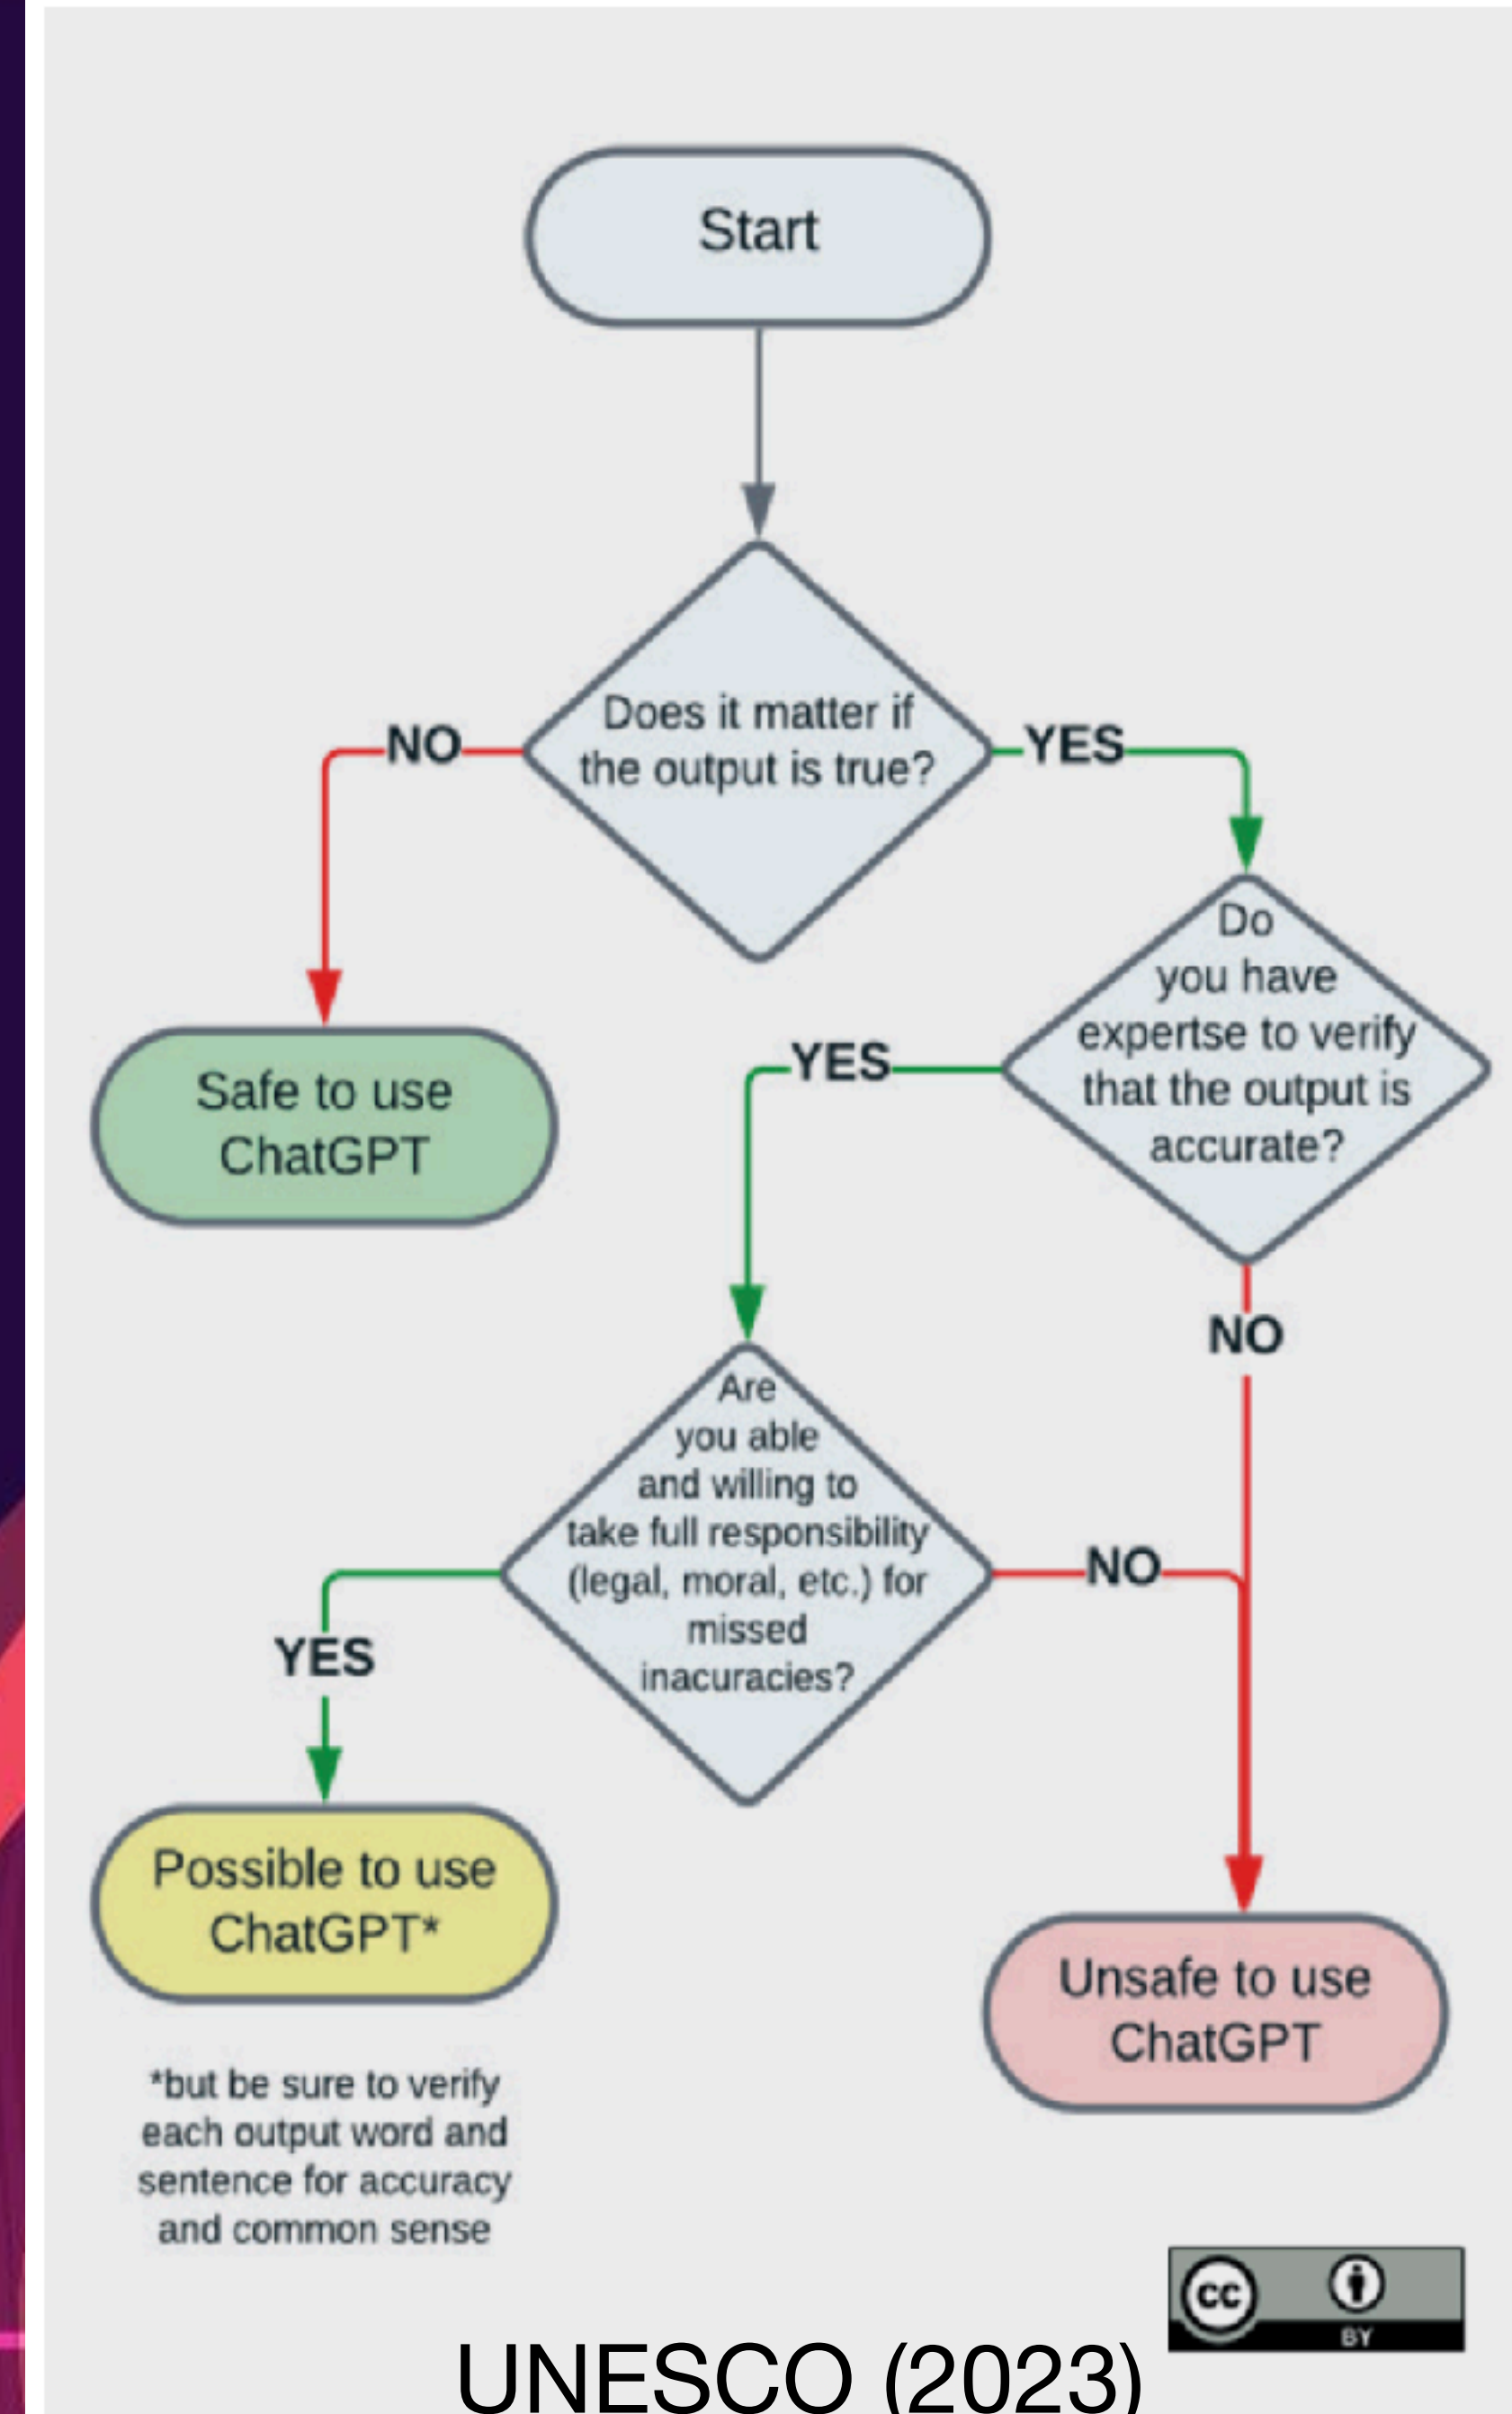 Start
Does it matter if
the output is true?
NO
YES
Do
you have
expertse to verify
that the output is
accurate?
Safe to use
ChatGPT
YES
NO
Are
you able
and willing to
take full responsibility
(legal, moral, etc.) for
missed
inacuracies?
NO
YES
Possible to use
ChatGPT*
Unsafe to use
ChatGPT
*but be sure to verify
each output word and
sentence for accuracy
and common sense
cc
BY
UNESCO (2023)